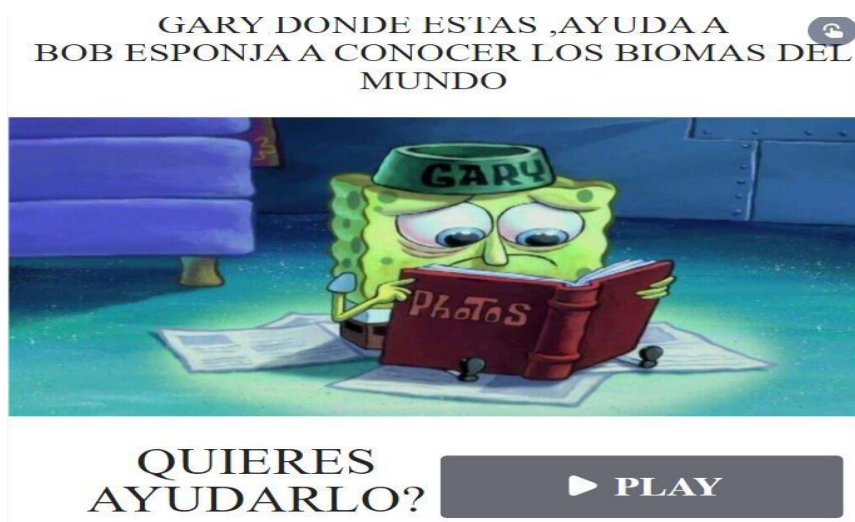 GARY DONDE ESTAS ,AYUDA A
BOB ESPONJA A CONOCER LOS BIOMAS DEL
MUNDO
GARY
PHOTOS
QUIERES
AYUDARLO?
PLAY